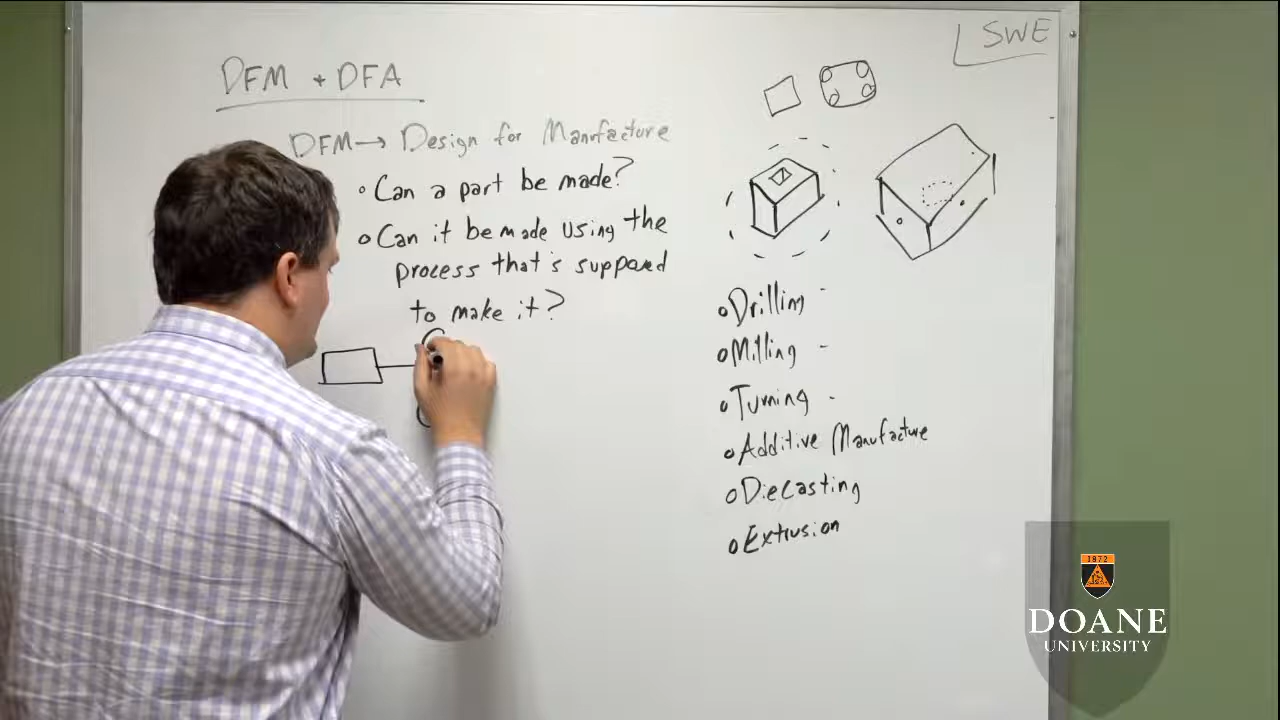 SWE
DFM + DFA
DFM → Design for Manufacture
• Can a part be made?
• Can it be made using the
process that's supposed
to make it?
• Drilling
• Milling
• Turning
• Additive Manufacture
• Diecasting
• Extrusion
1872
DOANE
UNIVERSITY